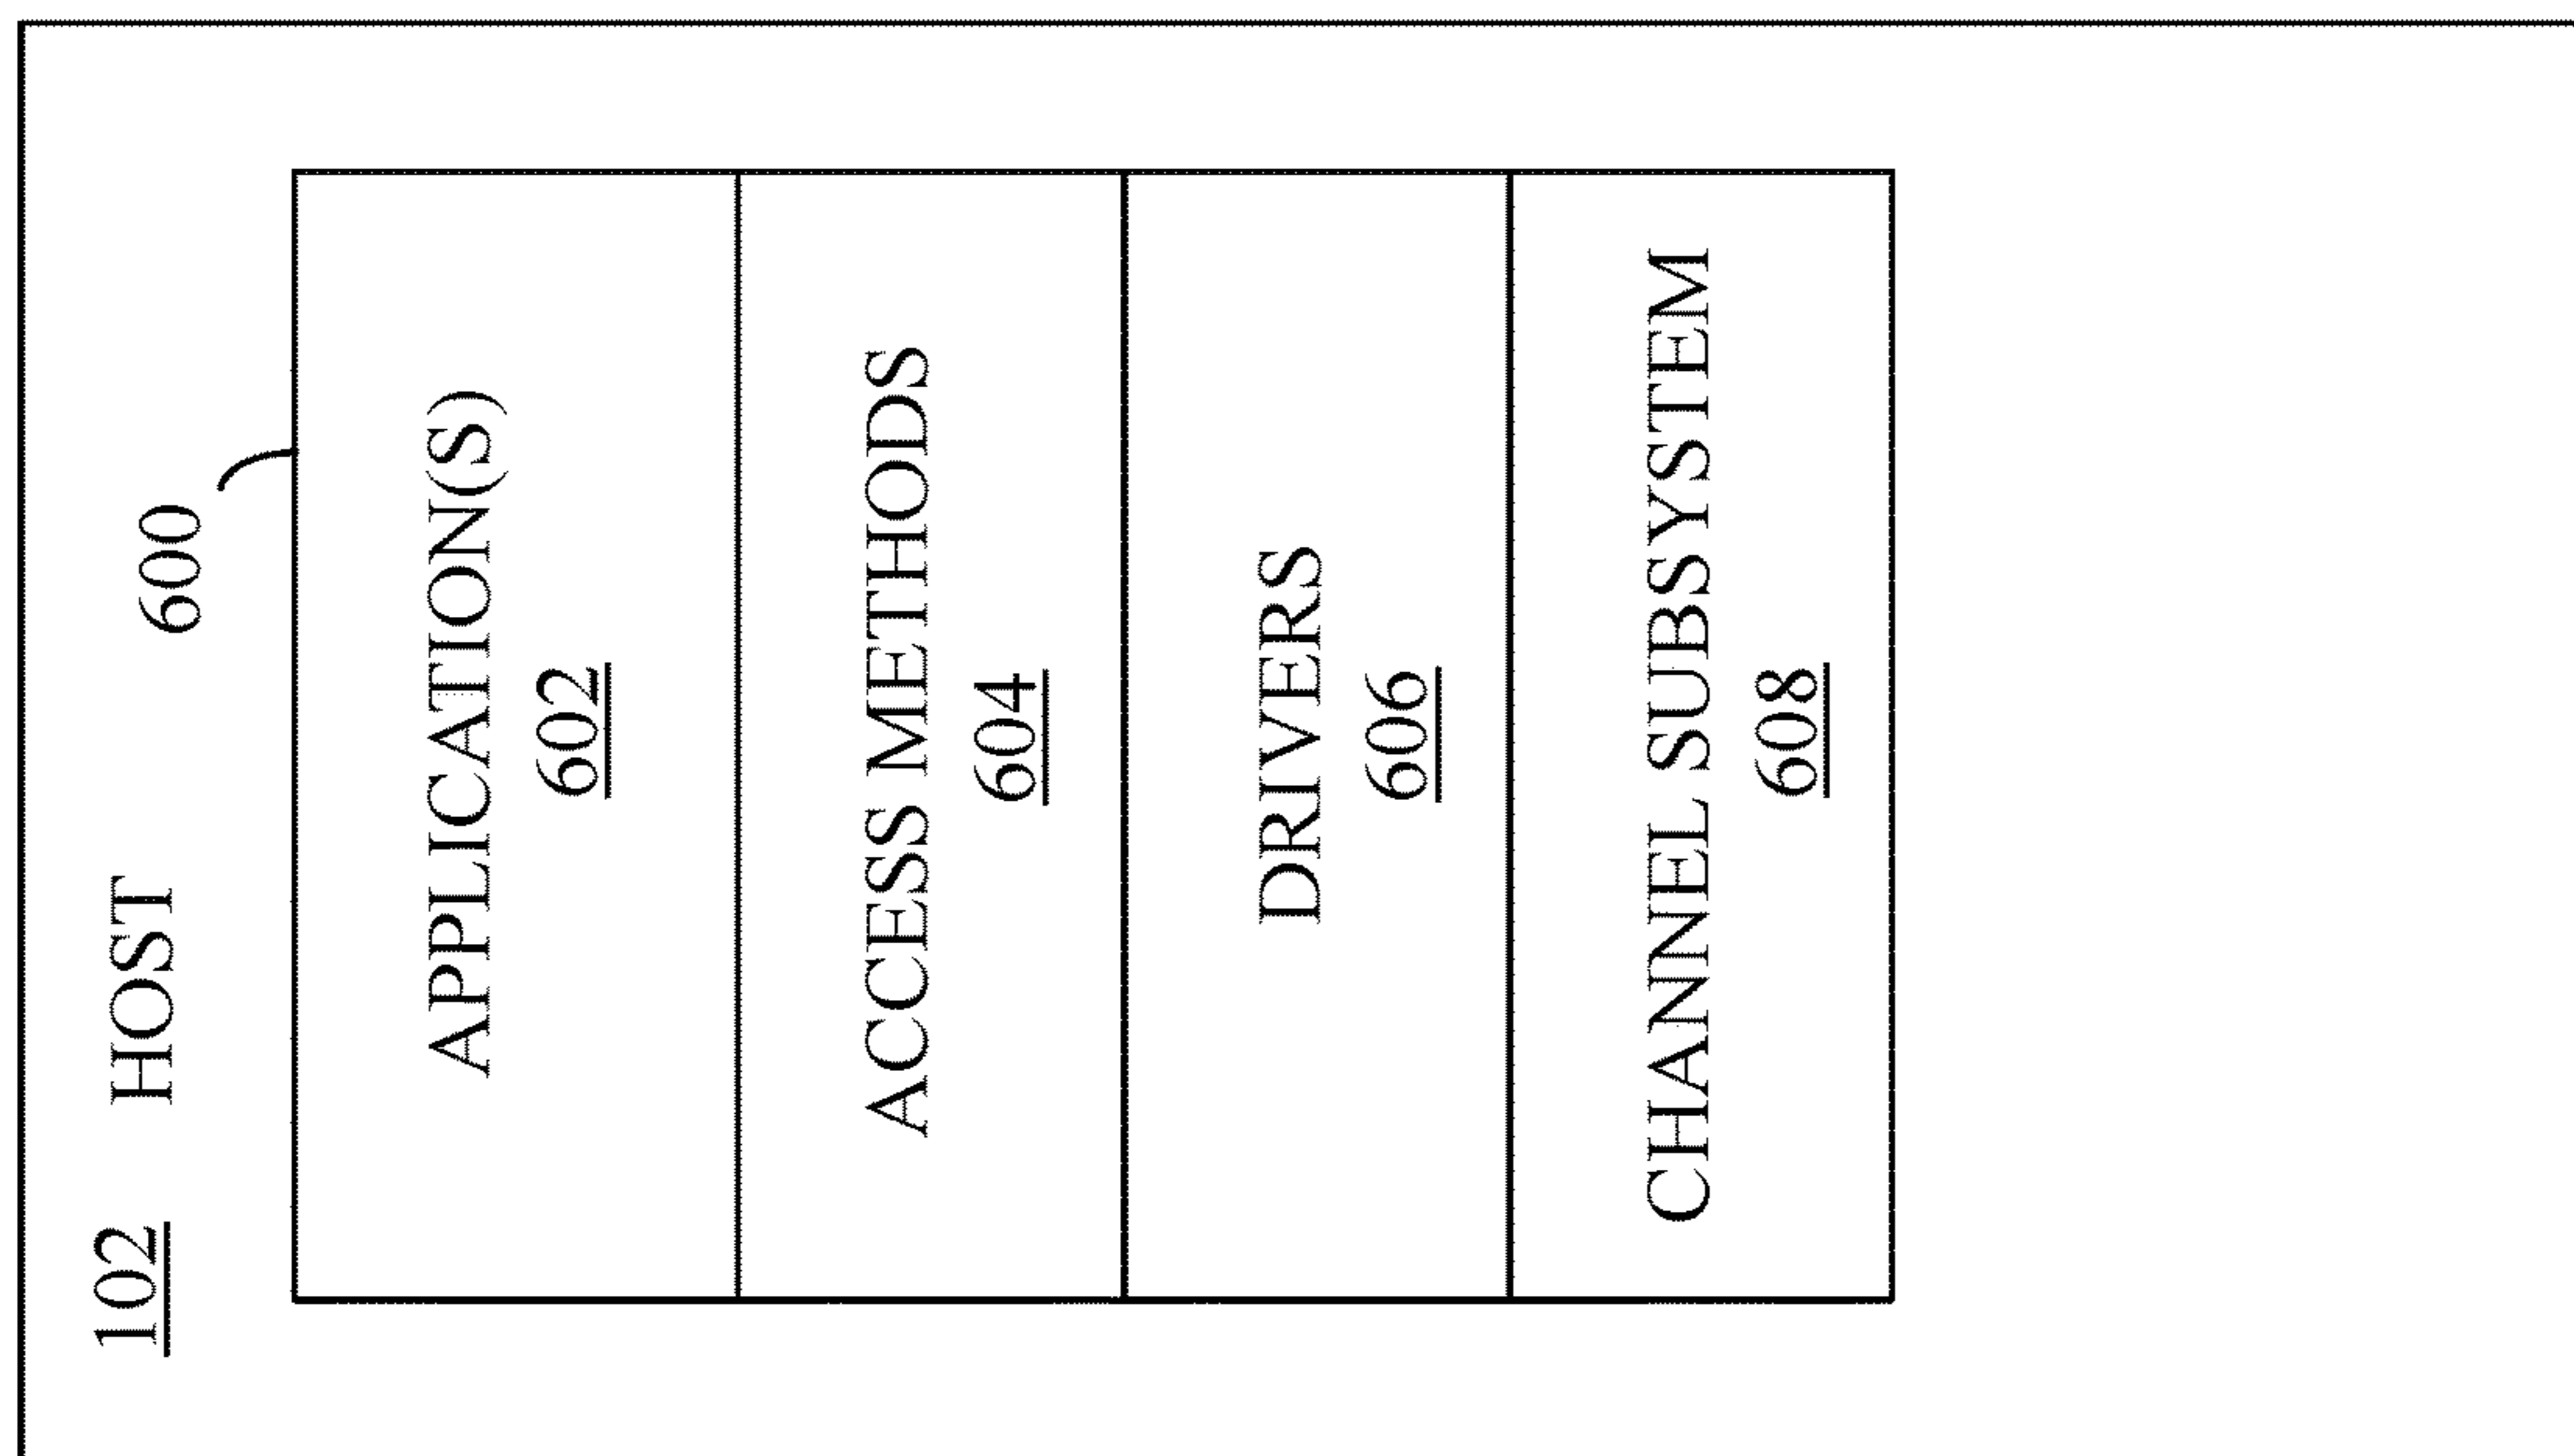 102
HOST
600
APPLICATION(S)
602
ACCESS METHODS
604
DRIVERS
606
CHANNEL SUBSYSTEM
608